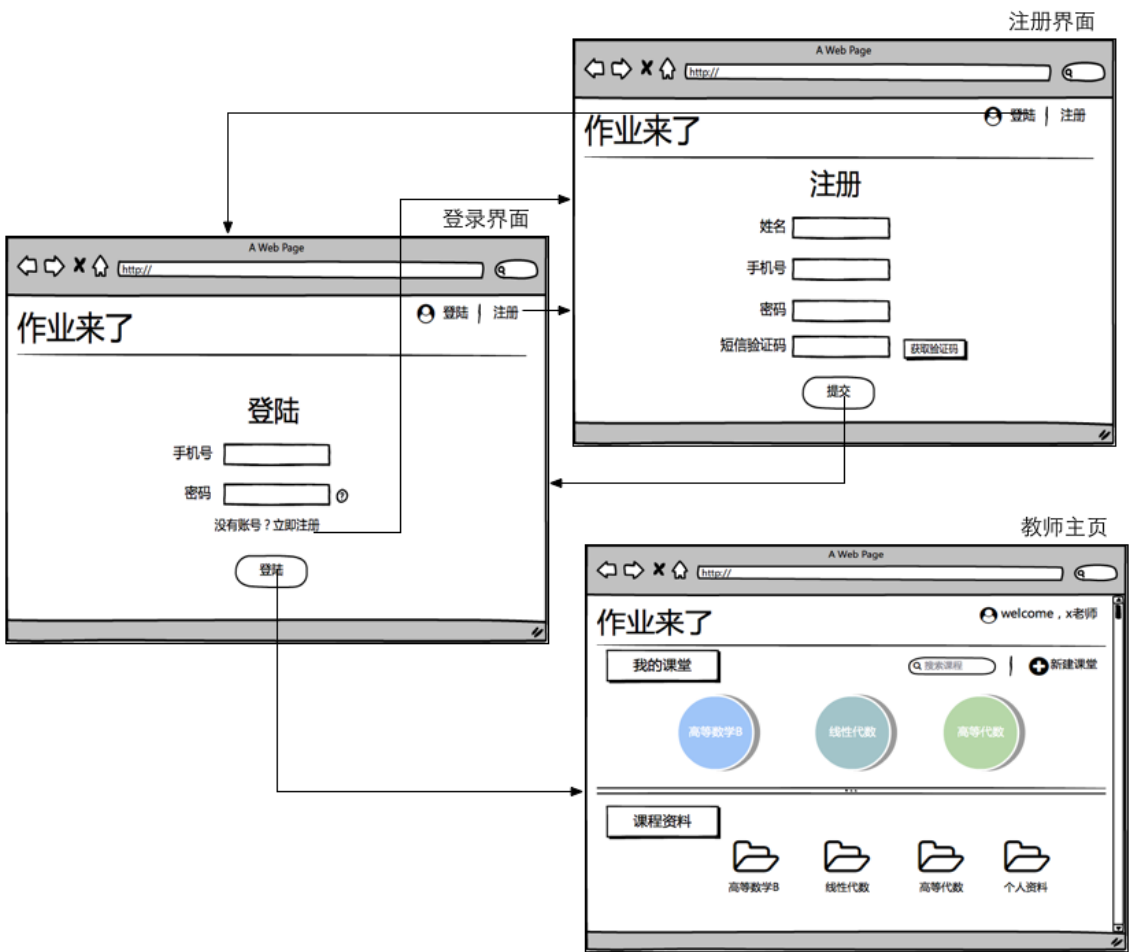 注册界面
A Web Page
http://
作业来了
登陆 | 注册
注册
姓名
手机号
密码
短信验证码
获取验证码
提交
登录界面
A Web Page
http://
作业来了
登陆 | 注册
登陆
手机号
密码
?
没有账号？立即注册
登陆
教师主页
A Web Page
http://
作业来了
welcome，x老师
我的课堂
搜索课程
新建课堂
高等数学B
线性代数
高等代数
课程资料
高等数学B
线性代数
高等代数
个人资料